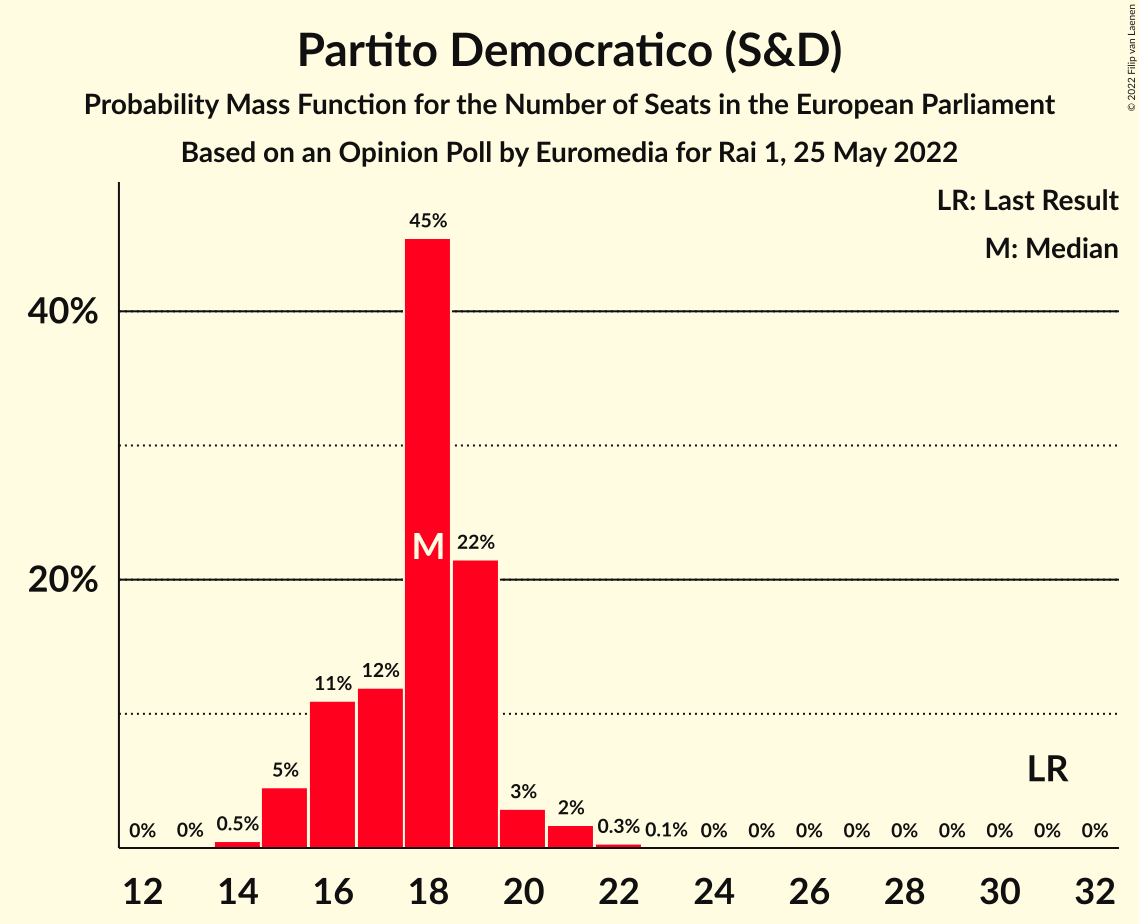 Partito Democratico (S&D)
Probability Mass Function for the Number of Seats in the European Parliament
Based on an Opinion Poll by Euromedia for Rai 1, 25 May 2022
© 2022 Filip van Laenen
LR: Last Result
M: Median
40%
20%
0% 0% 0.5% 5% 11% 12% 45% 22% 3% 2% 0.3% 0.1% 0% 0% 0% 0% 0% 0% 0% 0% 0%
M
LR
12 14 16 18 20 22 24 26 28 30 32